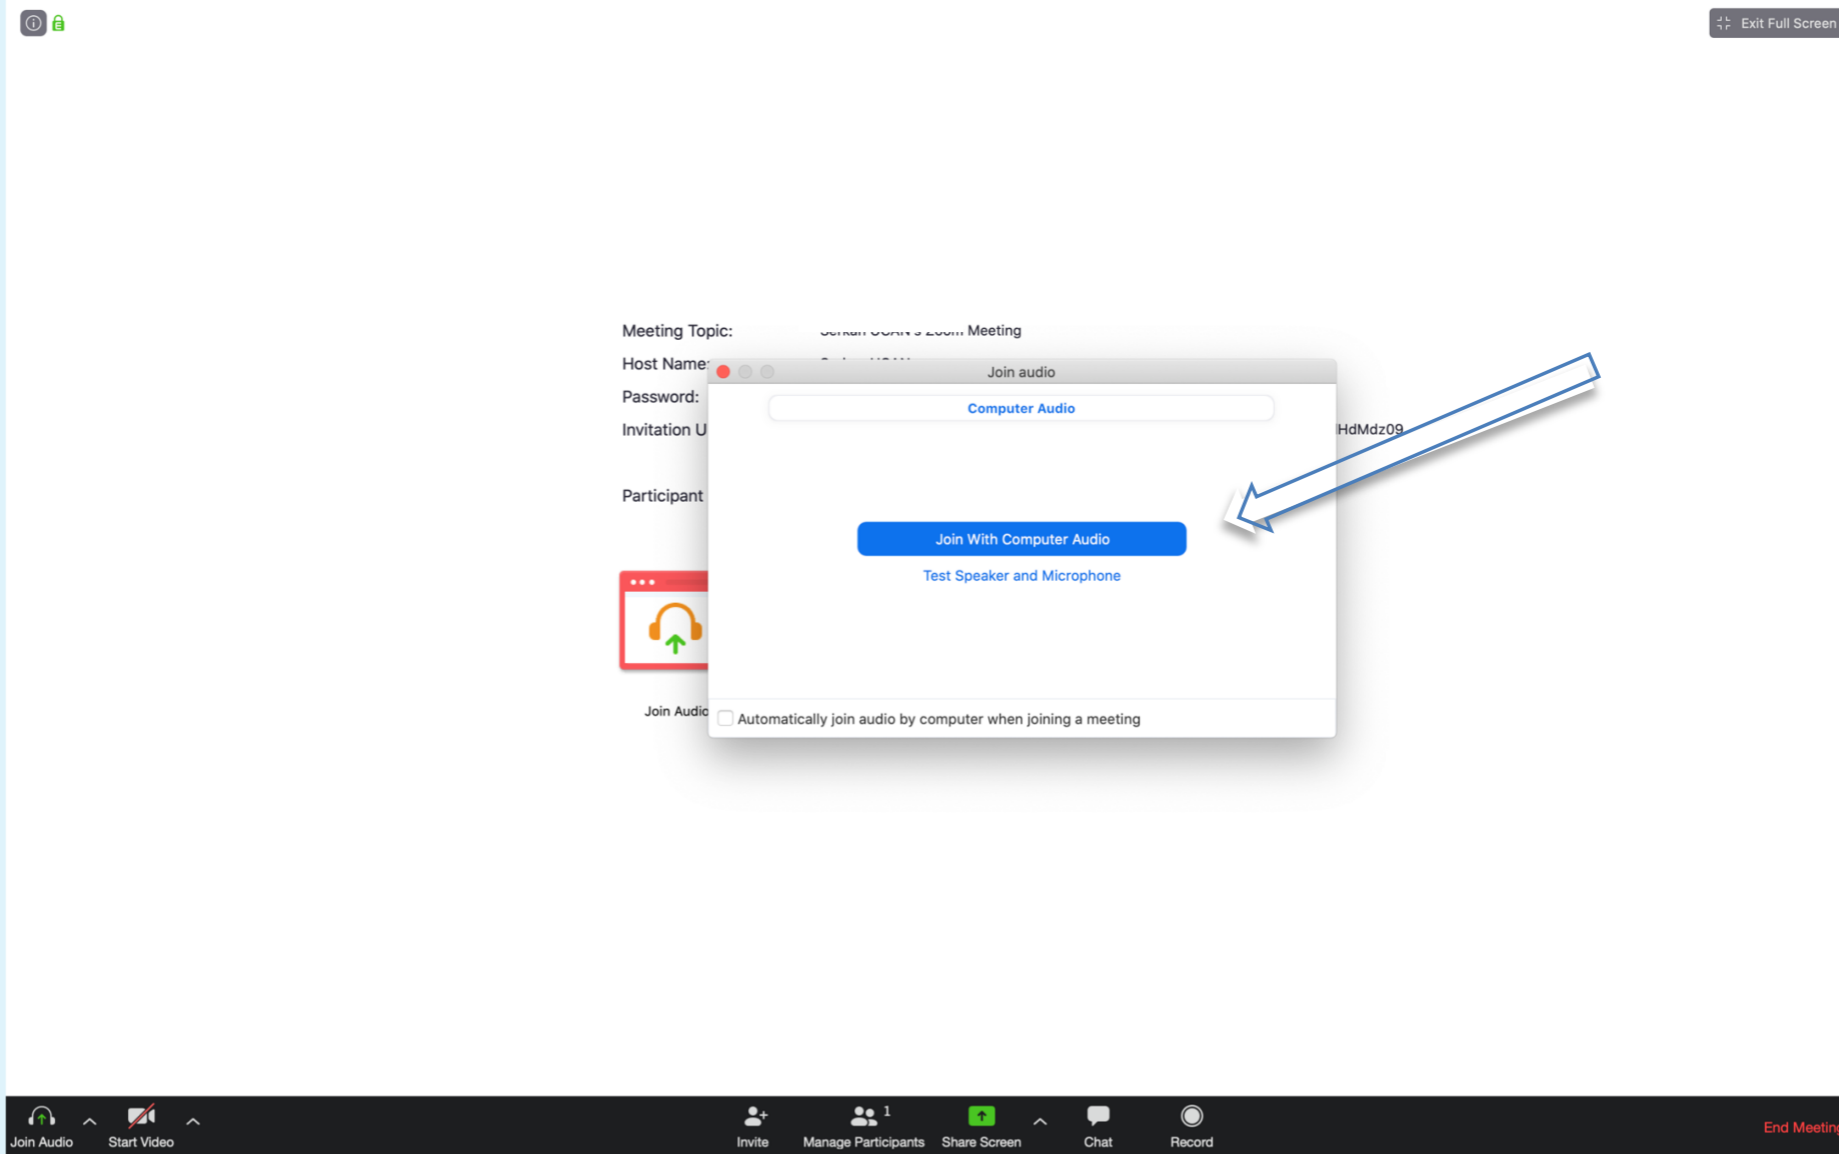 Exit Full Screen
Meeting Topic: Meeting
Host Name:
Join audio
Password:
Computer Audio
Invitation U HdMdz09
Participant
Join With Computer Audio
Test Speaker and Microphone
Join Audio
Automatically join audio by computer when joining a meeting
Join Audio Start Video Invite Manage Participants 1 Share Screen Chat Record End Meeting